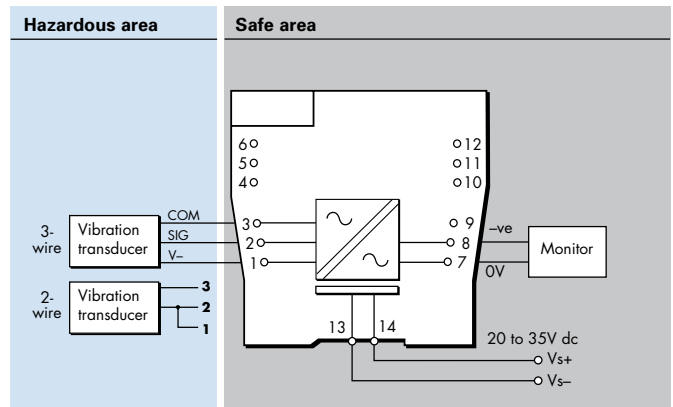 Hazardous area
Safe area
6
12
5
11
4
10
3-
wire
Vibration
transducer
COM
SIG
V–
3
2
1
9
8
7
–ve
0V
Monitor
2-
wire
Vibration
transducer
3
2
1
13
14
20 to 35V dc
Vs+
Vs–